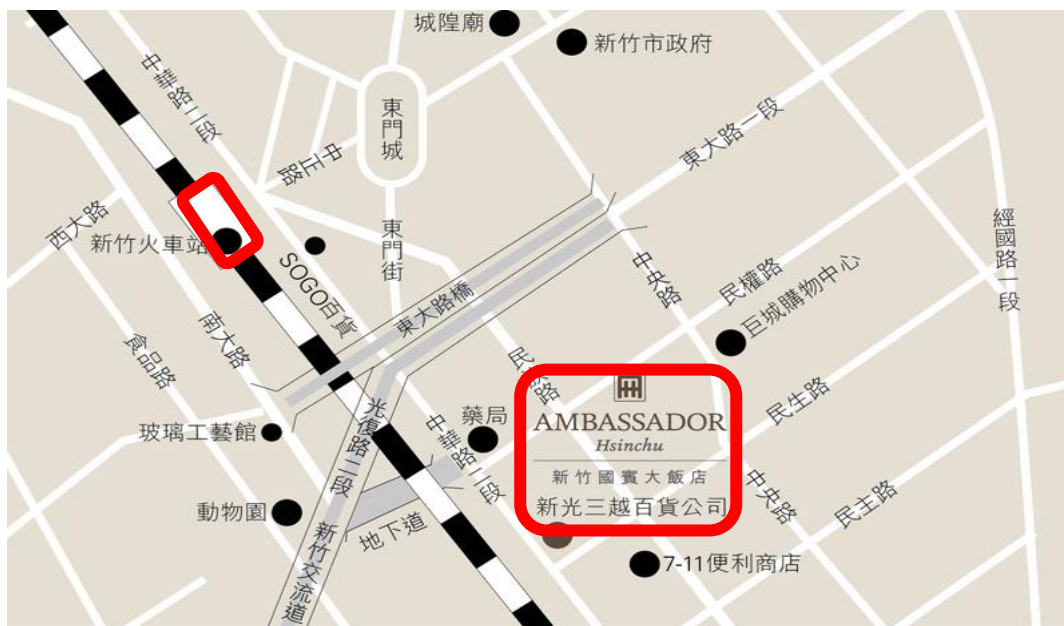 城隍廟
新竹市政府
中華路二段
東門城
中正路
東大路一段
西大路
新竹火車站
SOGO百貨
東門街
經國路一段
中央路
民權路
巨城購物中心
東大路橋
南大路
食品路
民族路
AMBASSADOR
Hsinchu
新竹國賓大飯店
新光三越百貨公司
民生路
玻璃工藝館
光復路二段
藥局
中華路二段
動物園
地下道
新竹交流道
中央路
民主路
7-11便利商店